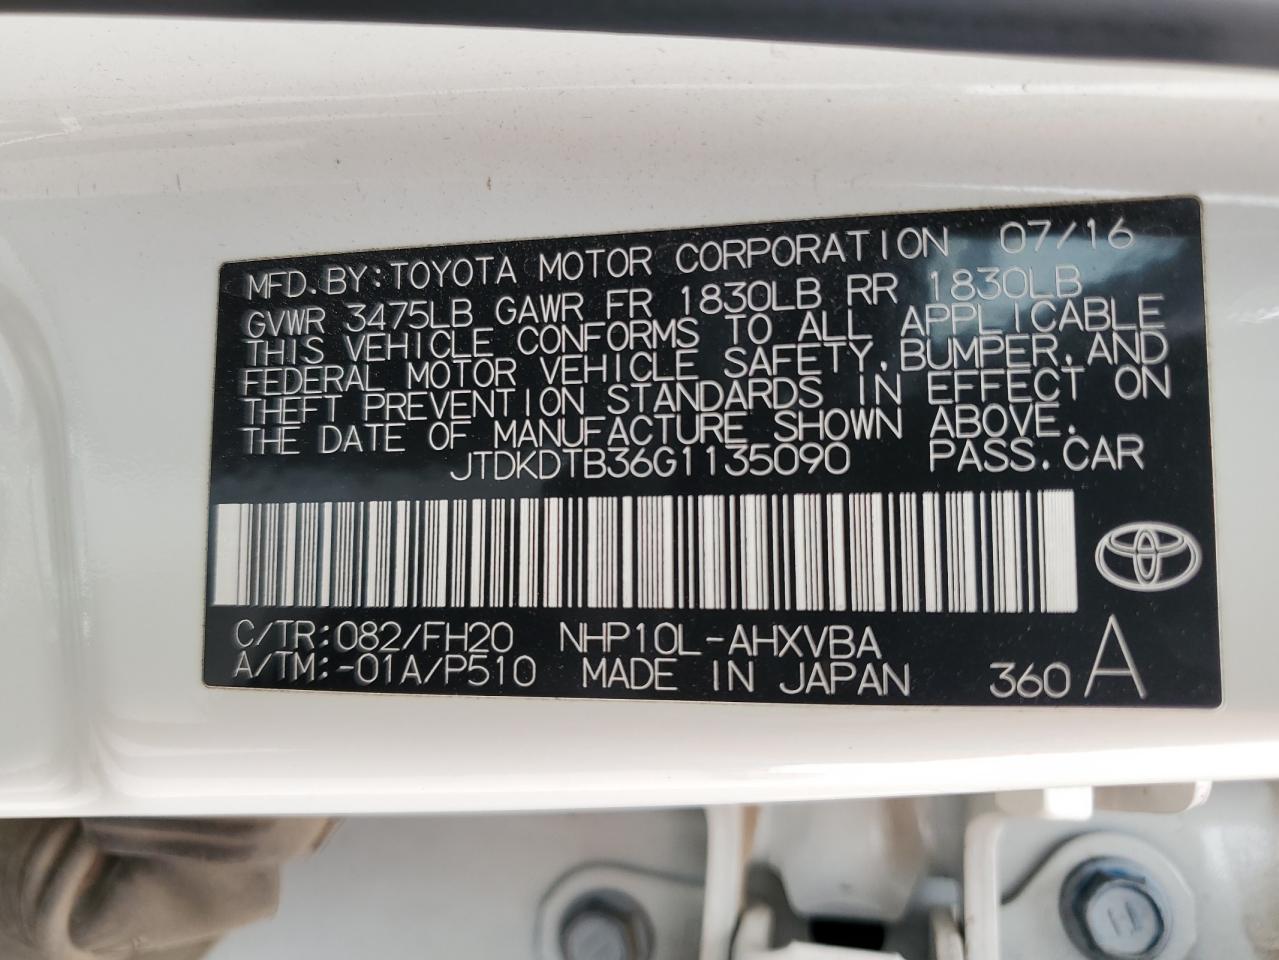 MFD.BY:TOYOTA MOTOR CORPORATION 07/16
GVWR 3475LB GAWR FR 1830LB RR 1830LB
THIS VEHICLE CONFORMS TO ALL APPLICABLE
FEDERAL MOTOR VEHICLE SAFETY,BUMPER,AND
THEFT PREVENTION STANDARDS IN EFFECT ON
THE DATE OF MANUFACTURE SHOWN ABOVE.
JTDKDTB36G1135090 PASS.CAR
C/TR:082/FH20 NHP10L-AHXVBA
A/TM:-01A/P510 MADE IN JAPAN 360 A